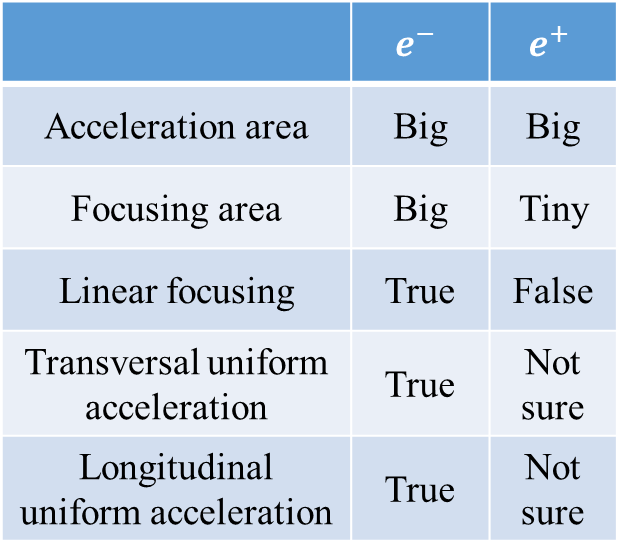 e⁻ e⁺
Acceleration area Big Big
Focusing area Big Tiny
Linear focusing True False
Transversal uniform
acceleration True Not
sure
Longitudinal
uniform acceleration True Not
sure